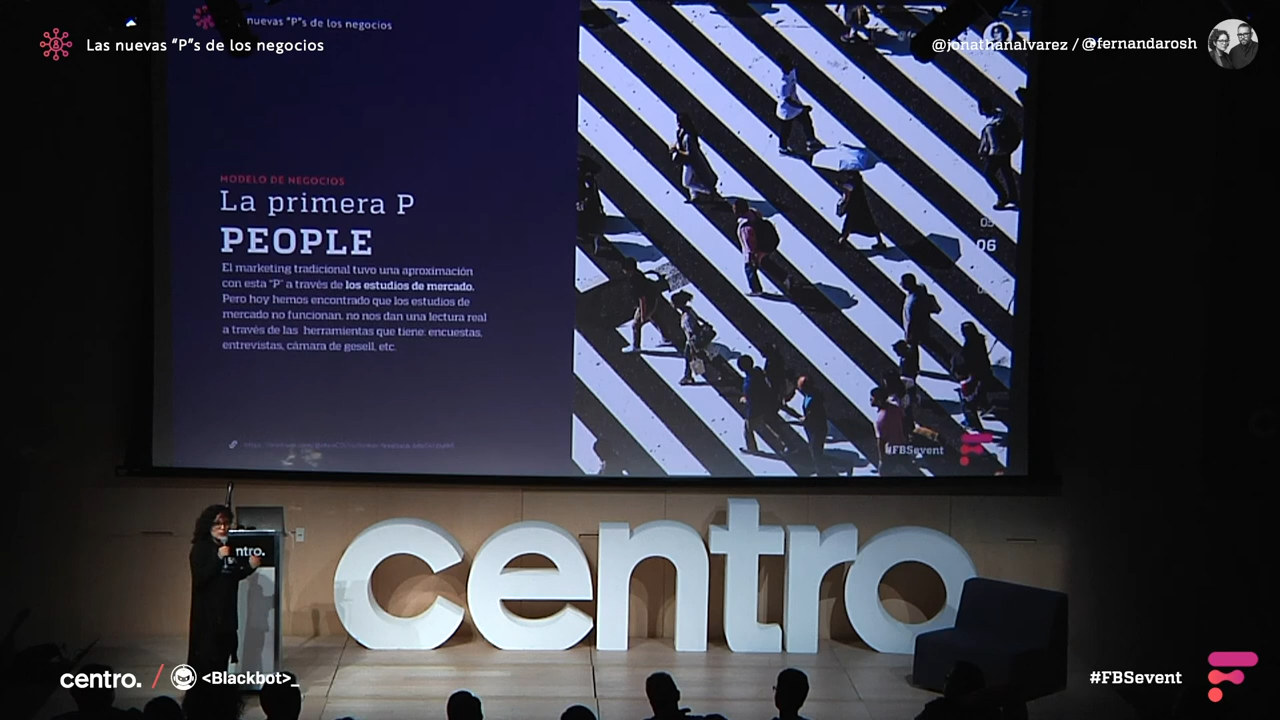 nuevas "P"s de los negocios
Las nuevas "P"s de los negocios
@jonathanalvarez / @fernandarosh
MODELO DE NEGOCIOS
La primera P
PEOPLE
El marketing tradicional tuvo una aproximación
con esta "P" a través de los estudios de mercado.
Pero hoy hemos encontrado que los estudios de
mercado no funcionan, no nos dan una lectura real
a través de las herramientas que tiene: encuestas,
entrevistas, cámara de gesell, etc.
05
06
#FBSevent
ntro.
centro
centro. / <Blackbot>_
#FBSevent